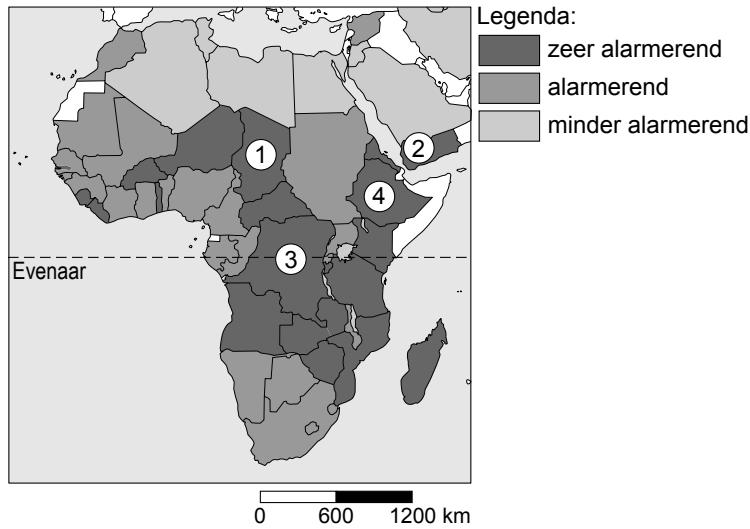 Legenda:
zeer alarmerend
alarmerend
minder alarmerend
1
2
4
3
Evenaar
0 600 1200 km